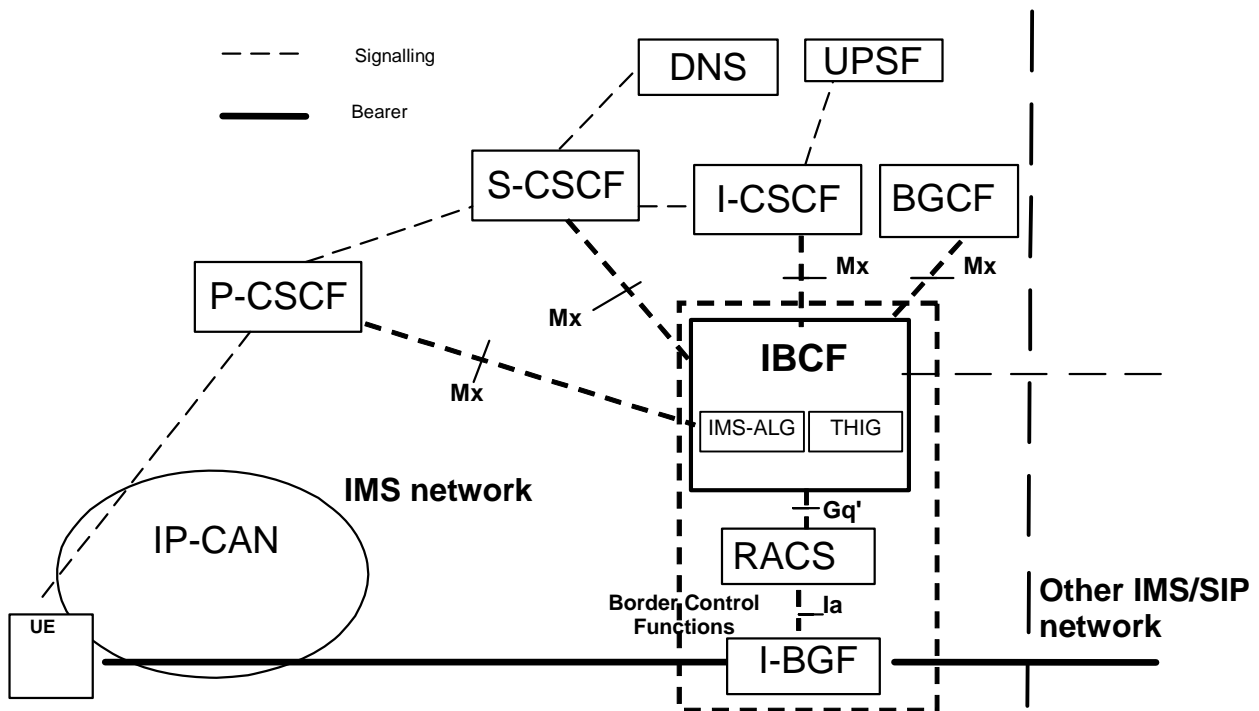 Signalling
DNS
UPSF
Bearer
S-CSCF
I-CSCF
BGCF
P-CSCF
Mx
Mx
Mx
Mx
IBCF
IMS-ALG
THIG
IMS network
Gq'
IP-CAN
RACS
Border Control
Functions
Ia
Other IMS/SIP
network
UE
I-BGF